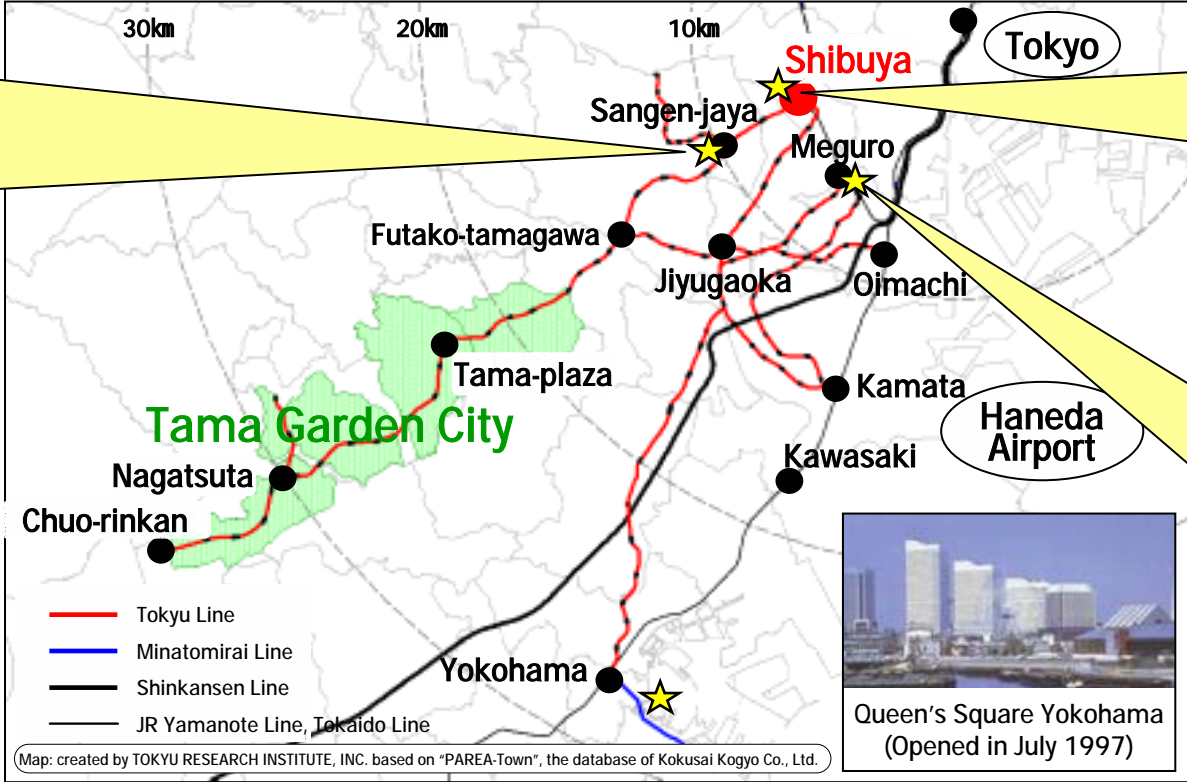 30km
20km
10km
Tokyo
Shibuya
Sangen-jaya
Meguro
Futako-tamagawa
Jiyugaoka
Oimachi
Tama-plaza
Kamata
Tama Garden City
Haneda
Airport
Kawasaki
Nagatsuta
Chuo-rinkan
Tokyu Line
Minatomirai Line
Shinkansen Line
JR Yamanote Line, Tokaido Line
Yokohama
Queen's Square Yokohama
(Opened in July 1997)
Map: created by TOKYU RESEARCH INSTITUTE, INC. based on "PAREA-Town", the database of Kokusai Kogyo Co., Ltd.